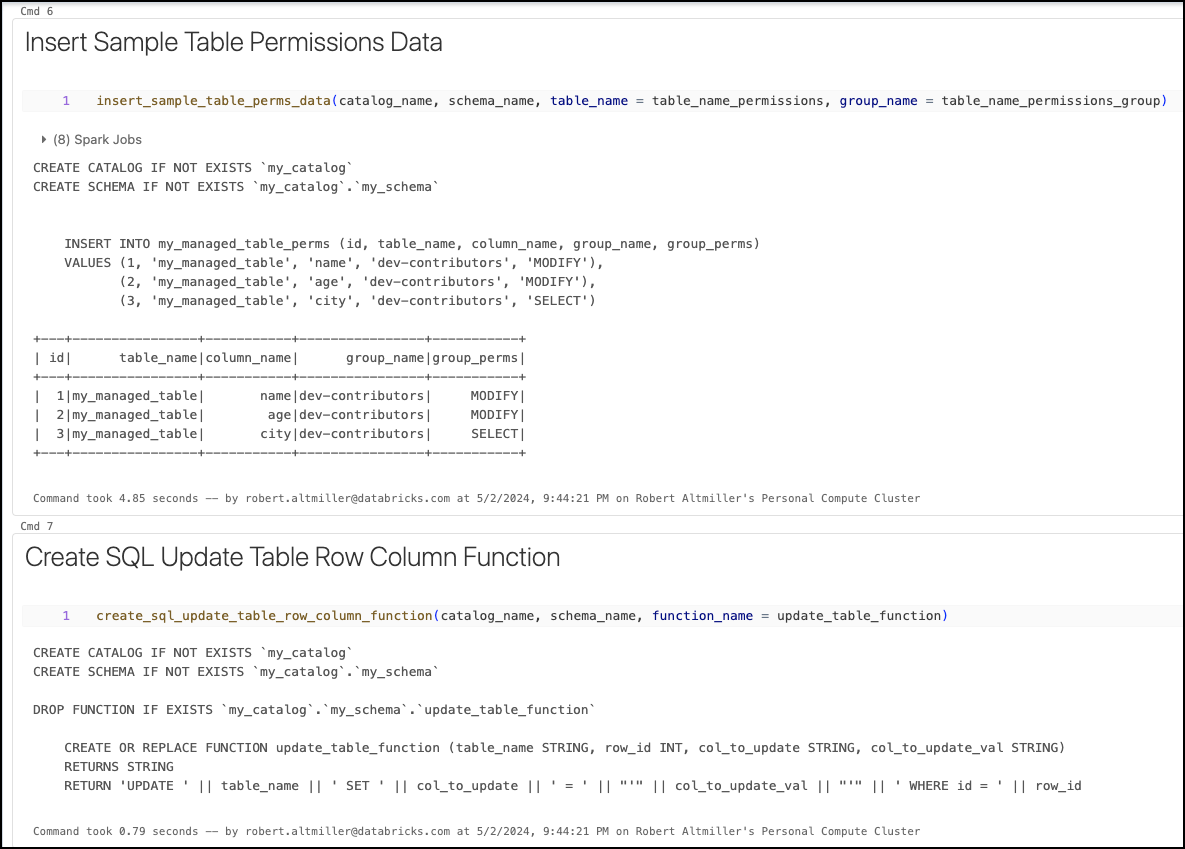 Cmd 6
Insert Sample Table Permissions Data
1 insert_sample_table_perms_data(catalog_name, schema_name, table_name = table_name_permissions, group_name = table_name_permissions_group)
(8) Spark Jobs
CREATE CATALOG IF NOT EXISTS `my_catalog`
CREATE SCHEMA IF NOT EXISTS `my_catalog`.`my_schema`
INSERT INTO my_managed_table_perms (id, table_name, column_name, group_name, group_perms)
VALUES (1, 'my_managed_table', 'name', 'dev-contributors', 'MODIFY'),
(2, 'my_managed_table', 'age', 'dev-contributors', 'MODIFY'),
(3, 'my_managed_table', 'city', 'dev-contributors', 'SELECT')
+---+----------------+-----------+----------------+-----------+
| id|      table_name|column_name|      group_name|group_perms|
+---+----------------+-----------+----------------+-----------+
|  1|my_managed_table|       name|dev-contributors|     MODIFY|
|  2|my_managed_table|        age|dev-contributors|     MODIFY|
|  3|my_managed_table|       city|dev-contributors|     SELECT|
+---+----------------+-----------+----------------+-----------+
Command took 4.85 seconds -- by robert.altmiller@databricks.com at 5/2/2024, 9:44:21 PM on Robert Altmiller's Personal Compute Cluster
Cmd 7
Create SQL Update Table Row Column Function
1 create_sql_update_table_row_column_function(catalog_name, schema_name, function_name = update_table_function)
CREATE CATALOG IF NOT EXISTS `my_catalog`
CREATE SCHEMA IF NOT EXISTS `my_catalog`.`my_schema`
DROP FUNCTION IF EXISTS `my_catalog`.`my_schema`.`update_table_function`
CREATE OR REPLACE FUNCTION update_table_function (table_name STRING, row_id INT, col_to_update STRING, col_to_update_val STRING)
RETURNS STRING
RETURN 'UPDATE ' || table_name || ' SET ' || col_to_update || ' = ' || "'" || col_to_update_val || "'" || ' WHERE id = ' || row_id
Command took 0.79 seconds -- by robert.altmiller@databricks.com at 5/2/2024, 9:44:21 PM on Robert Altmiller's Personal Compute Cluster